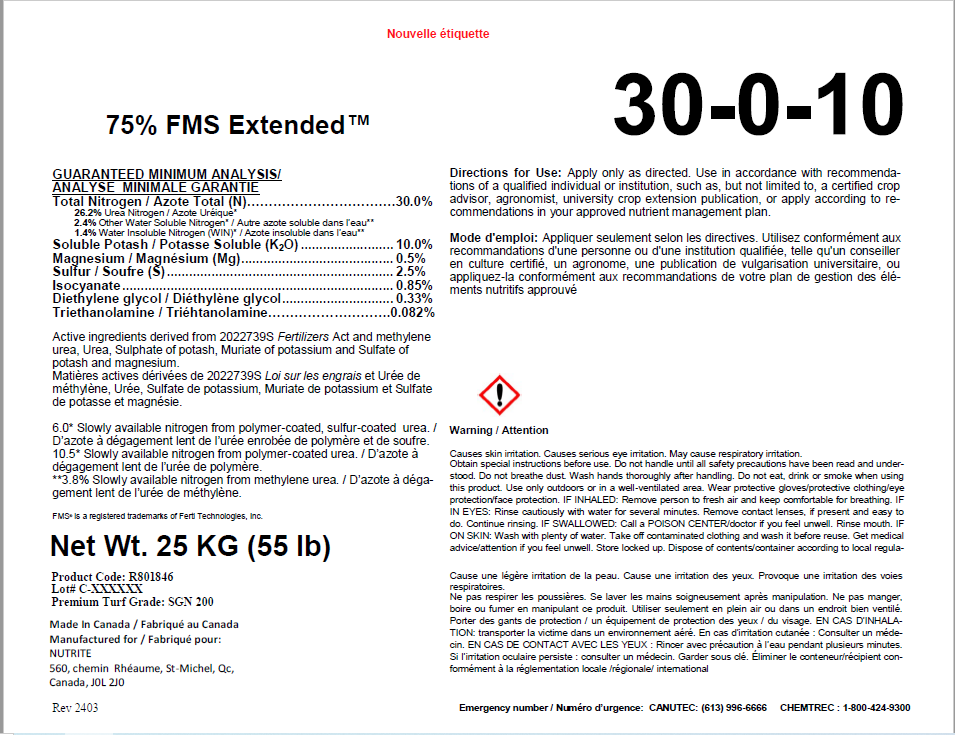 Nouvelle étiquette
30-0-10
75% FMS Extended™
GUARANTEED MINIMUM ANALYSIS/
ANALYSE MINIMALE GARANTIE
Total Nitrogen / Azote Total (N)……………………………30.0%
26.2% Urea Nitrogen / Azote Uréique*
2.4% Other Water Soluble Nitrogen* / Autre azote soluble dans l'eau**
1.4% Water Insoluble Nitrogen (WIN)* / Azote insoluble dans l'eau**
Soluble Potash / Potasse Soluble (K₂O) ........................ 10.0%
Magnesium / Magnésium (Mg)........................................ 0.5%
Sulfur / Soufre (S)........................................................... 2.5%
Isocyanate....................................................................... 0.85%
Diethylene glycol / Diéthylène glycol............................. 0.33%
Triethanolamine / Triéhtanolamine……………………….0.082%
Active ingredients derived from 2022739S Fertilizers Act and methylene
urea, Urea, Sulphate of potash, Muriate of potassium and Sulfate of
potash and magnesium.
Matières actives dérivées de 2022739S Loi sur les engrais et Urée de
méthylène, Urée, Sulfate de potassium, Muriate de potassium et Sulfate
de potasse et magnésie.
6.0* Slowly available nitrogen from polymer-coated, sulfur-coated urea. /
D'azote à dégagement lent de l'urée enrobée de polymère et de soufre.
10.5* Slowly available nitrogen from polymer-coated urea. / D'azote à
dégagement lent de l'urée de polymère.
**3.8% Slowly available nitrogen from methylene urea. / D'azote à déga-
gement lent de l'urée de méthylène.
FMS® is a registered trademarks of Ferti Technologies, Inc.
Net Wt. 25 KG (55 lb)
Product Code: R801846
Lot# C-XXXXXX
Premium Turf Grade: SGN 200
Made In Canada / Fabriqué au Canada
Manufactured for / Fabriqué pour:
NUTRITE
560, chemin Rhéaume, St-Michel, Qc,
Canada, J0L 2J0
Rev 2403
Directions for Use: Apply only as directed. Use in accordance with recommenda-
tions of a qualified individual or institution, such as, but not limited to, a certified crop
advisor, agronomist, university crop extension publication, or apply according to re-
commendations in your approved nutrient management plan.
Mode d'emploi: Appliquer seulement selon les directives. Utilisez conformément aux
recommandations d'une personne ou d'une institution qualifiée, telle qu'un conseiller
en culture certifié, un agronome, une publication de vulgarisation universitaire, ou
appliquez-la conformément aux recommandations de votre plan de gestion des élé-
ments nutritifs approuvé
Warning / Attention
Causes skin irritation. Causes serious eye irritation. May cause respiratory irritation.
Obtain special instructions before use. Do not handle until all safety precautions have been read and under-
stood. Do not breathe dust. Wash hands thoroughly after handling. Do not eat, drink or smoke when using
this product. Use only outdoors or in a well-ventilated area. Wear protective gloves/protective clothing/eye
protection/face protection. IF INHALED: Remove person to fresh air and keep comfortable for breathing. IF
IN EYES: Rinse cautiously with water for several minutes. Remove contact lenses, if present and easy to
do. Continue rinsing. IF SWALLOWED: Call a POISON CENTER/doctor if you feel unwell. Rinse mouth. IF
ON SKIN: Wash with plenty of water. Take off contaminated clothing and wash it before reuse. Get medical
advice/attention if you feel unwell. Store locked up. Dispose of contents/container according to local regula-
Cause une légère irritation de la peau. Cause une irritation des yeux. Provoque une irritation des voies
respiratoires.
Ne pas respirer les poussières. Se laver les mains soigneusement après manipulation. Ne pas manger,
boire ou fumer en manipulant ce produit. Utiliser seulement en plein air ou dans un endroit bien ventilé.
Porter des gants de protection / un équipement de protection des yeux / du visage. EN CAS D'INHALA-
TION: transporter la victime dans un environnement aéré. En cas d'irritation cutanée : Consulter un méde-
cin. EN CAS DE CONTACT AVEC LES YEUX : Rincer avec précaution à l'eau pendant plusieurs minutes.
Si l'irritation oculaire persiste : consulter un médecin. Garder sous clé. Éliminer le conteneur/récipient con-
formément à la réglementation locale /régionale/ international
Emergency number / Numéro d'urgence: CANUTEC: (613) 996-6666 CHEMTREC : 1-800-424-9300